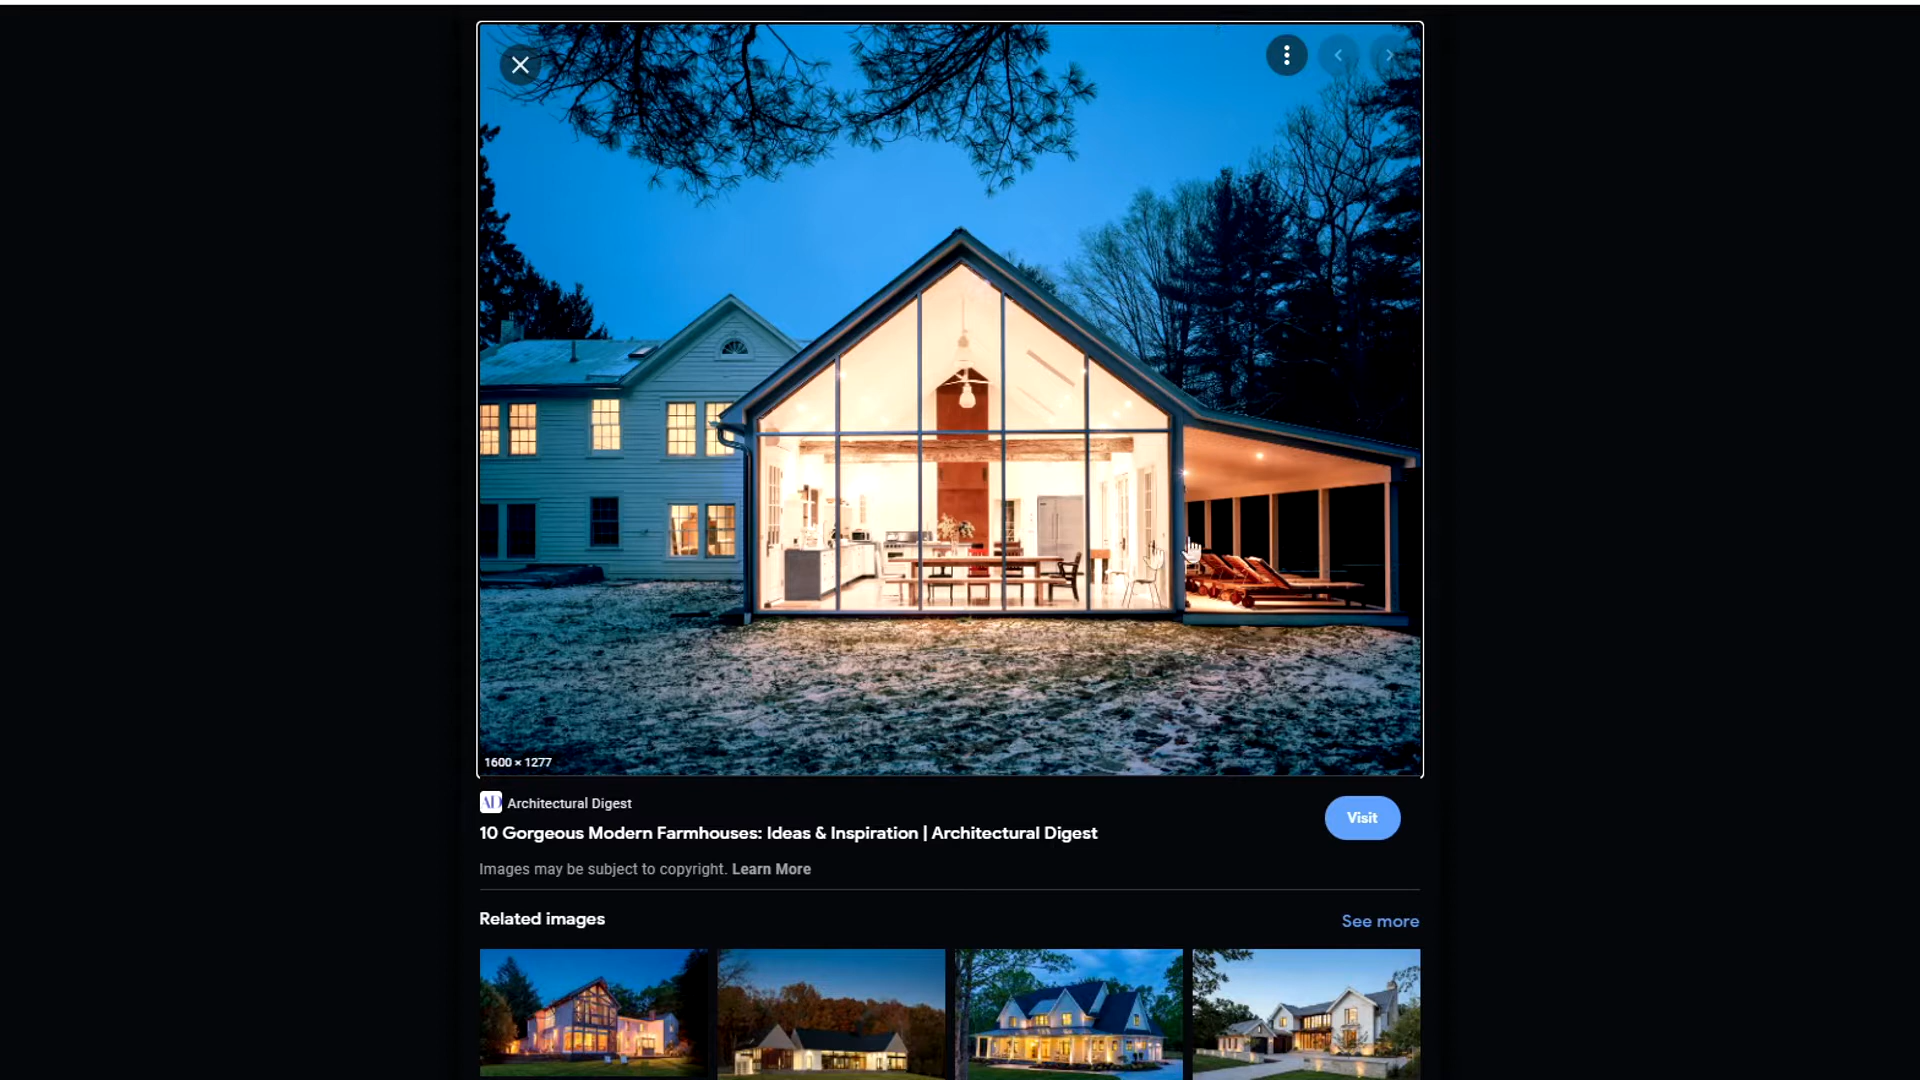 1600 × 1277
AD Architectural Digest
10 Gorgeous Modern Farmhouses: Ideas & Inspiration | Architectural Digest
Visit
Images may be subject to copyright. Learn More
Related images
See more